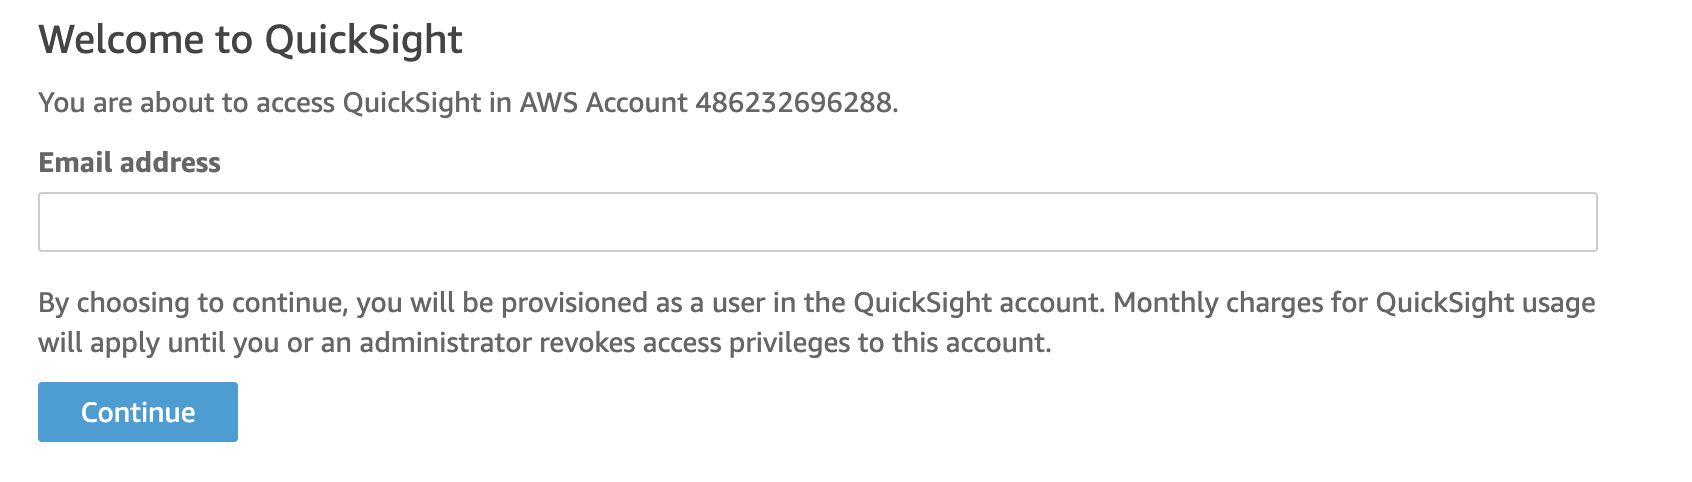 Welcome to QuickSight
You are about to access QuickSight in AWS Account 486232696288.
Email address
By choosing to continue, you will be provisioned as a user in the QuickSight account. Monthly charges for QuickSight usage
will apply until you or an administrator revokes access privileges to this account.
Continue